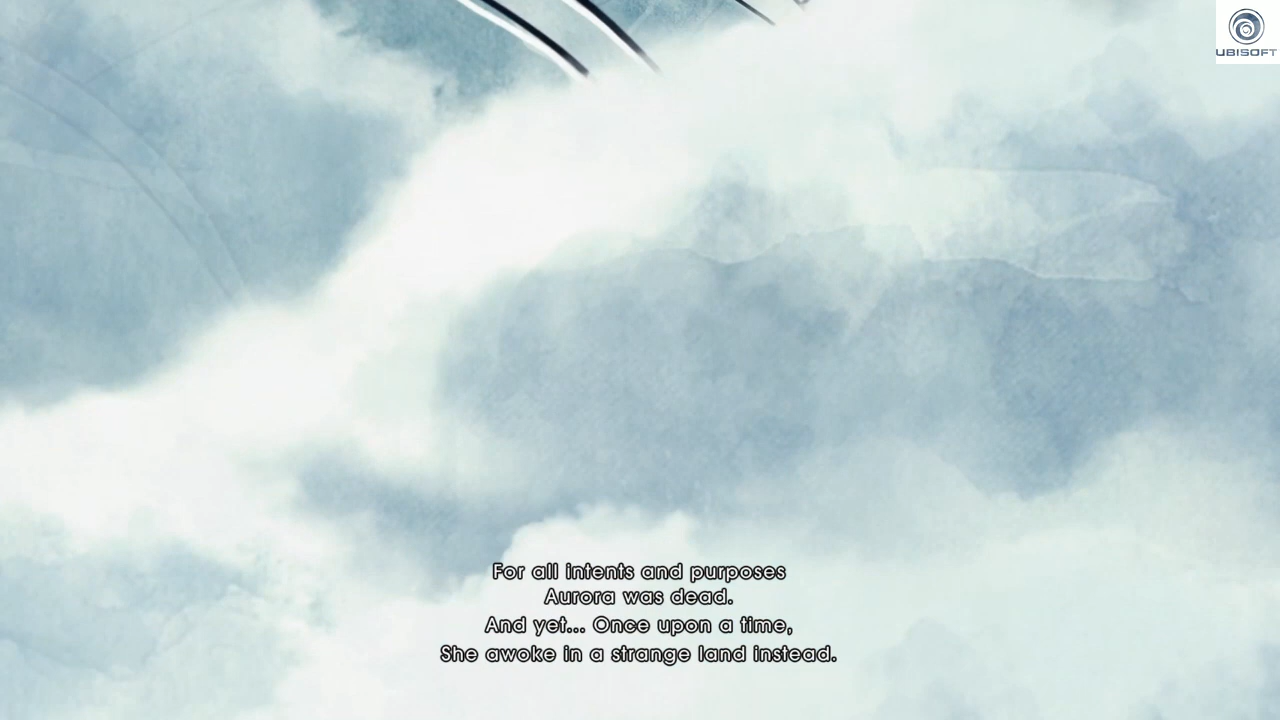 UBISOFT
For all intents and purposes
Aurora was dead.
And yet... Once upon a time,
She awoke in a strange land instead.